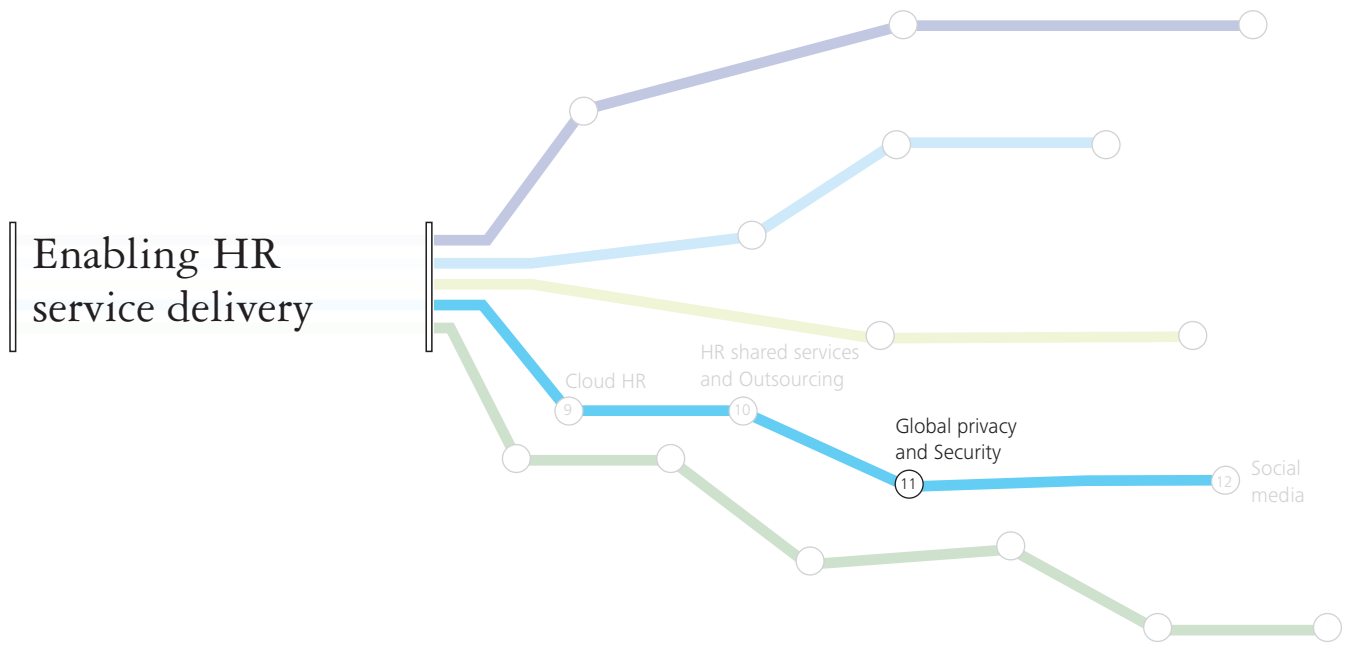 Enabling HR
service delivery
HR shared services
and Outsourcing
Cloud HR
9
10
Global privacy
and Security
11
12
Social
media